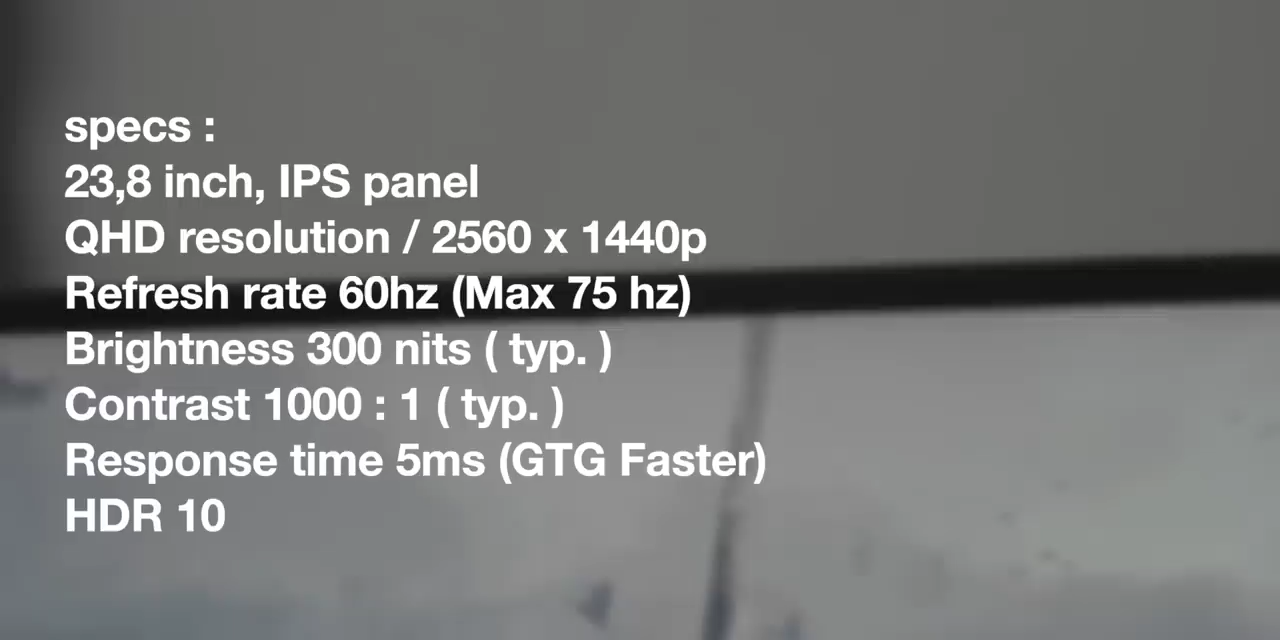 specs :
23,8 inch, IPS panel
QHD resolution / 2560 x 1440p
Refresh rate 60hz (Max 75 hz)
Brightness 300 nits ( typ. )
Contrast 1000 : 1 ( typ. )
Response time 5ms (GTG Faster)
HDR 10